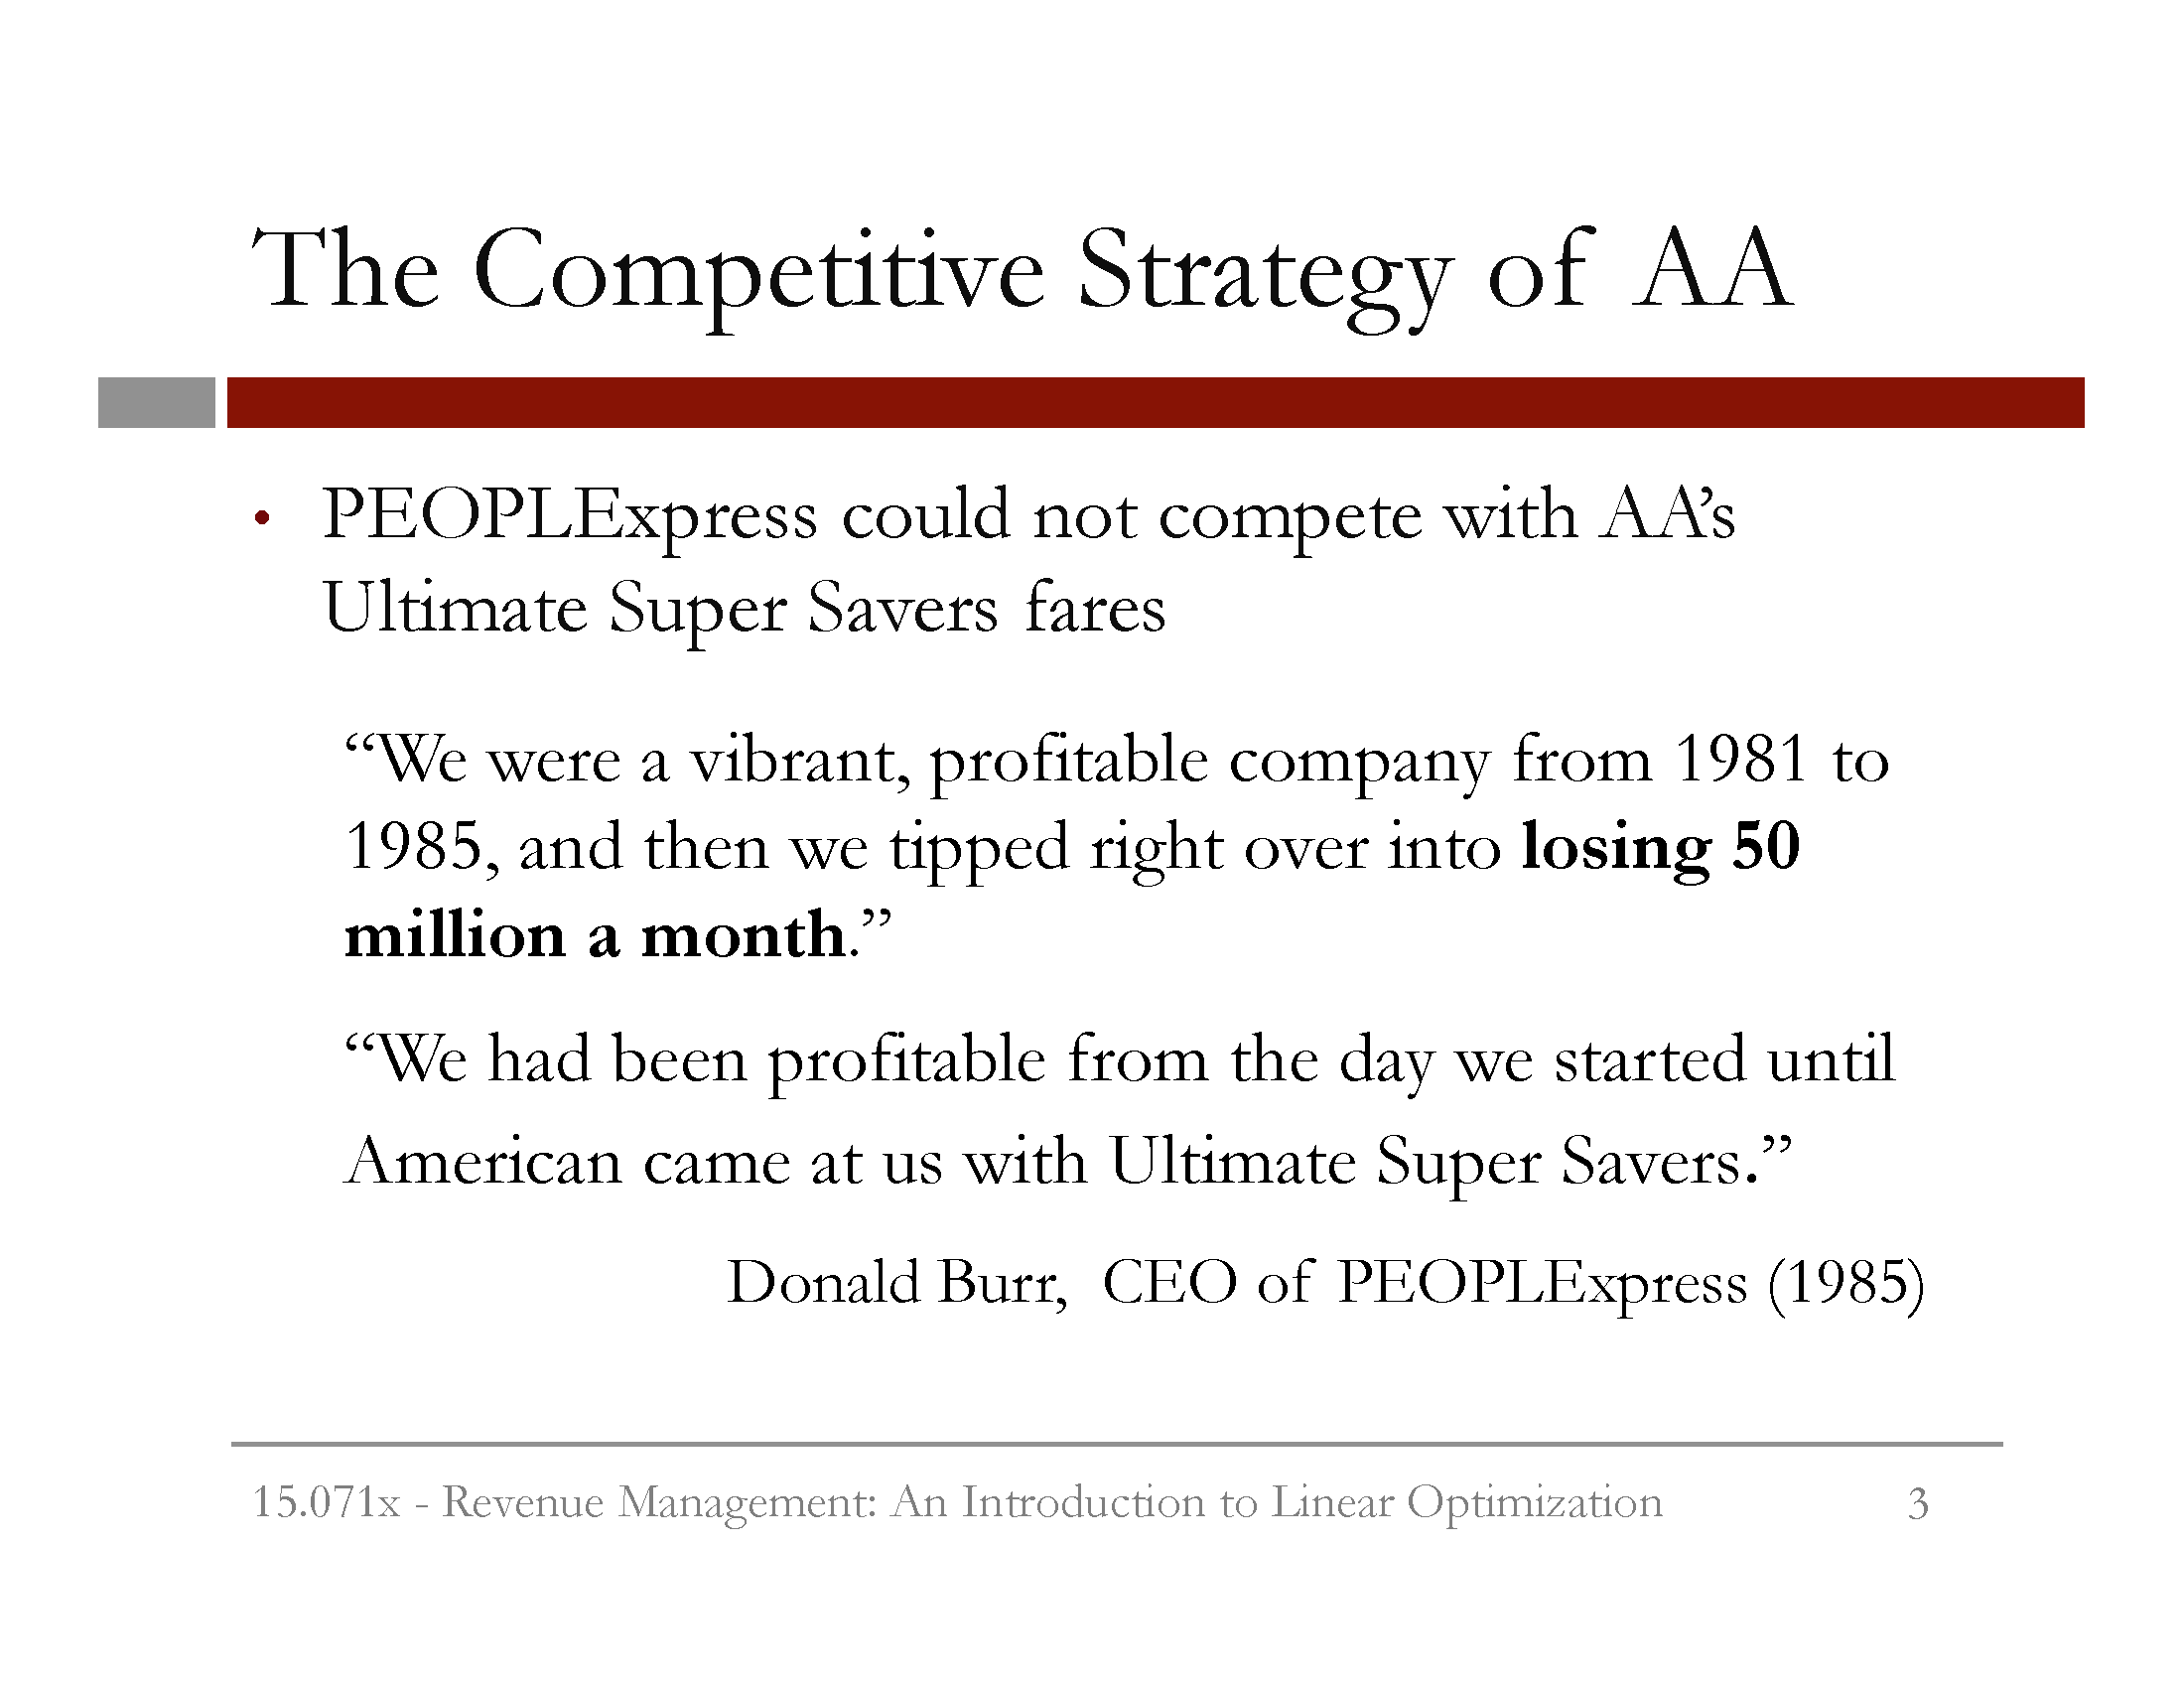 The Competitive Strategy of AA
• PEOPLExpress could not compete with AA’s
Ultimate Super Savers fares
“We were a vibrant, profitable company from 1981 to
1985, and then we tipped right over into losing 50
million a month.”
“We had been profitable from the day we started until
American came at us with Ultimate Super Savers.”
Donald Burr, CEO of PEOPLExpress (1985)
15.071x - Revenue Management: An Introduction to Linear Optimization 3